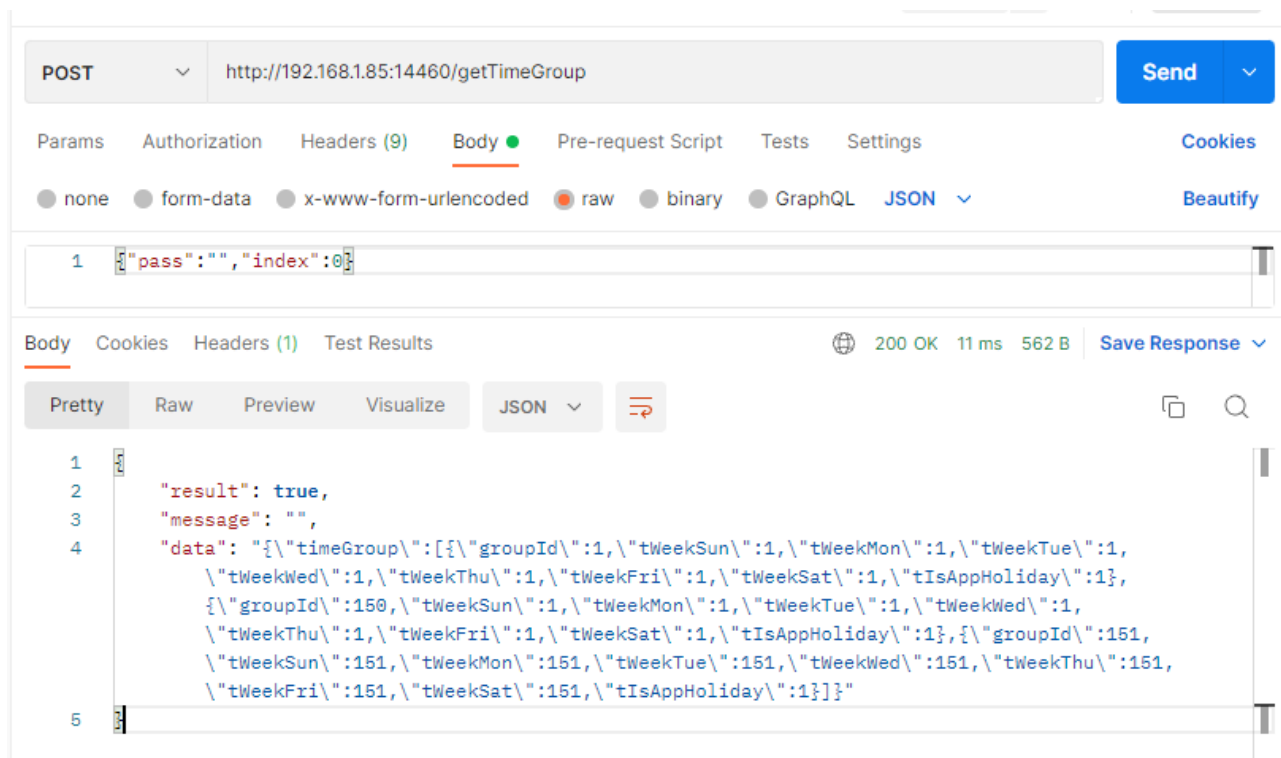 POST http://192.168.1.85:14460/getTimeGroup Send
Params Authorization Headers (9) Body Pre-request Script Tests Settings Cookies
none form-data x-www-form-urlencoded raw binary GraphQL JSON Beautify
1 {"pass":"","index":0}
Body Cookies Headers (1) Test Results 200 OK 11 ms 562 B Save Response
Pretty Raw Preview Visualize JSON
1 {
2 "result": true,
3 "message": "",
4 "data": "{\"timeGroup\":[{\"groupId\":1,\"tWeekSun\":1,\"tWeekMon\":1,\"tWeekTue\":1,
\"tWeekWed\":1,\"tWeekThu\":1,\"tWeekFri\":1,\"tWeekSat\":1,\"tIsAppHoliday\":1},
{\"groupId\":150,\"tWeekSun\":1,\"tWeekMon\":1,\"tWeekTue\":1,\"tWeekWed\":1,
\"tWeekThu\":1,\"tWeekFri\":1,\"tWeekSat\":1,\"tIsAppHoliday\":1},{\"groupId\":151,
\"tWeekSun\":151,\"tWeekMon\":151,\"tWeekTue\":151,\"tWeekWed\":151,\"tWeekThu\":151,
\"tWeekFri\":151,\"tWeekSat\":151,\"tIsAppHoliday\":1}]}"
5 }